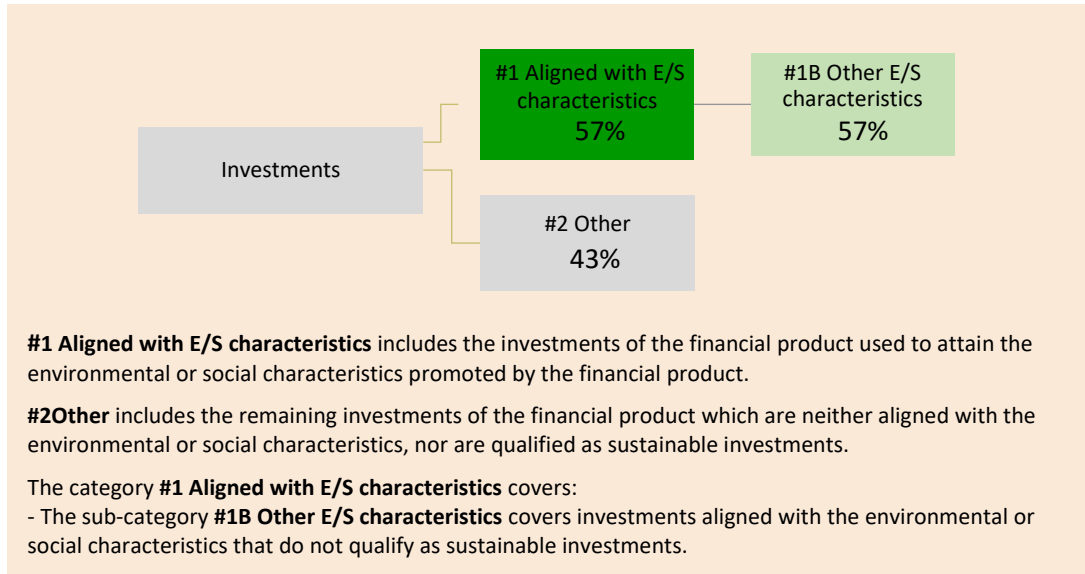 #1 Aligned with E/S
characteristics
57%
#1B Other E/S
characteristics
57%
Investments
#2 Other
43%
#1 Aligned with E/S characteristics includes the investments of the financial product used to attain the
environmental or social characteristics promoted by the financial product.
#2Other includes the remaining investments of the financial product which are neither aligned with the
environmental or social characteristics, nor are qualified as sustainable investments.
The category #1 Aligned with E/S characteristics covers:
- The sub-category #1B Other E/S characteristics covers investments aligned with the environmental or
social characteristics that do not qualify as sustainable investments.